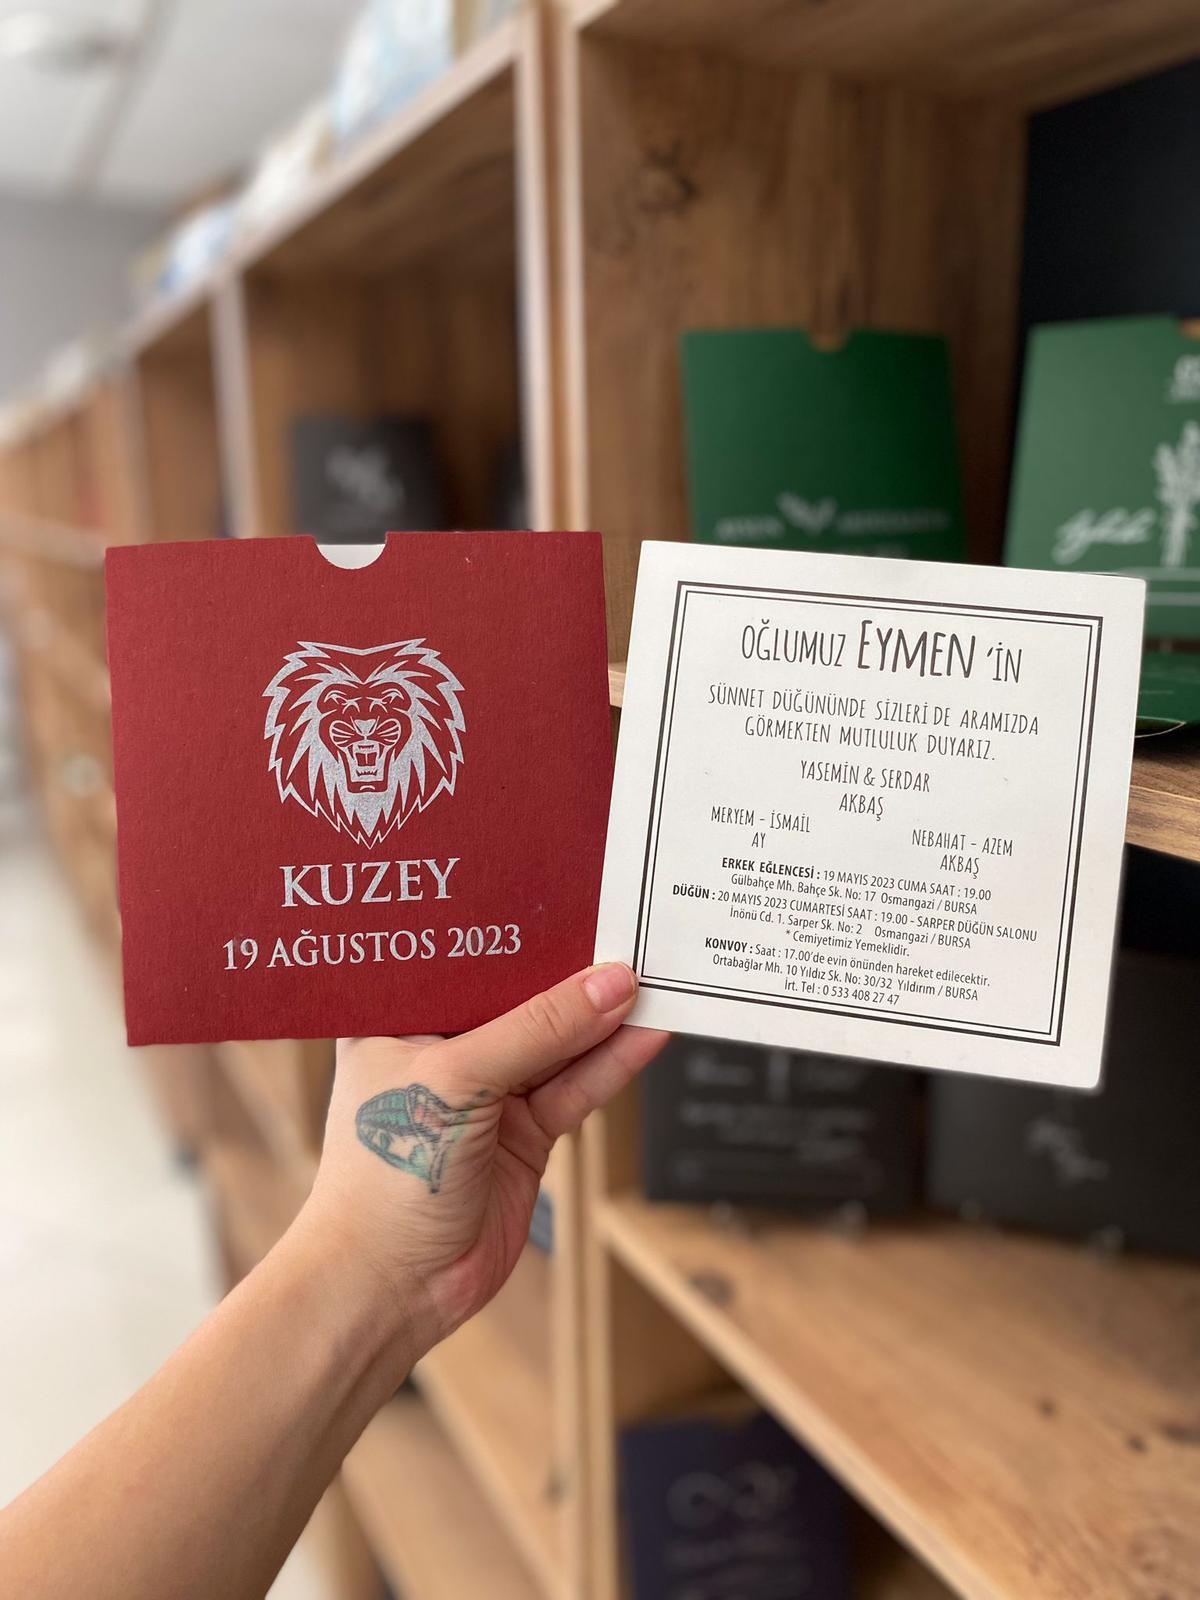 KUZEY
19 AĞUSTOS 2023
OĞLUMUZ EYMEN 'İN
SÜNNET DÜĞÜNÜNDE SİZLERİ DE ARAMIZDA
GÖRMEKTEN MUTLULUK DUYARIZ.
YASEMİN & SERDAR
AKBAŞ
MERYEM - İSMAİL
AY
NEBAHAT - AZEM
AKBAŞ
ERKEK EĞLENCESİ : 19 MAYIS 2023 CUMA SAAT : 19.00
Gülbahçe Mh. Bahçe Sk. No: 17 Osmangazi / BURSA
DÜĞÜN : 20 MAYIS 2023 CUMARTESİ SAAT : 19.00 - SARPER DÜĞÜN SALONU
İnönü Cd. 1. Sarper Sk. No: 2 Osmangazi / BURSA
* Cemiyetimiz Yemeklidir.
KONVOY : Saat : 17.00'de evin önünden hareket edilecektir.
Ortabağlar Mh. 10 Yıldız Sk. No: 30/32 Yıldırım / BURSA
İrt. Tel : 0 533 408 27 47